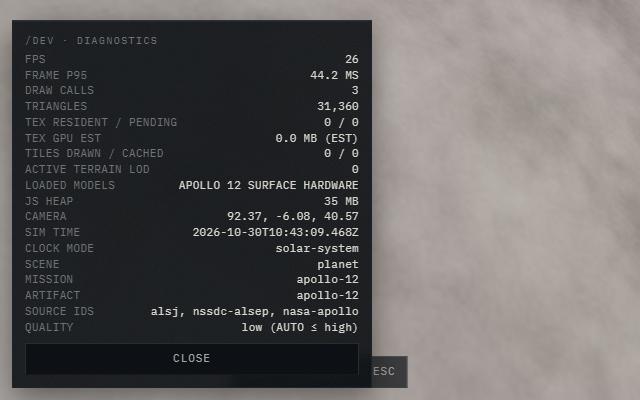 /DEV · DIAGNOSTICS
FPS 26
FRAME P95 44.2 MS
DRAW CALLS 3
TRIANGLES 31,360
TEX RESIDENT / PENDING 0 / 0
TEX GPU EST 0.0 MB (EST)
TILES DRAWN / CACHED 0 / 0
ACTIVE TERRAIN LOD 0
LOADED MODELS APOLLO 12 SURFACE HARDWARE
JS HEAP 35 MB
CAMERA 92.37, -6.08, 40.57
SIM TIME 2026-10-30T10:43:09.468Z
CLOCK MODE solar-system
SCENE planet
MISSION apollo-12
ARTIFACT apollo-12
SOURCE IDS alsj, nssdc-alsep, nasa-apollo
QUALITY low (AUTO ≤ high)
CLOSE
ESC